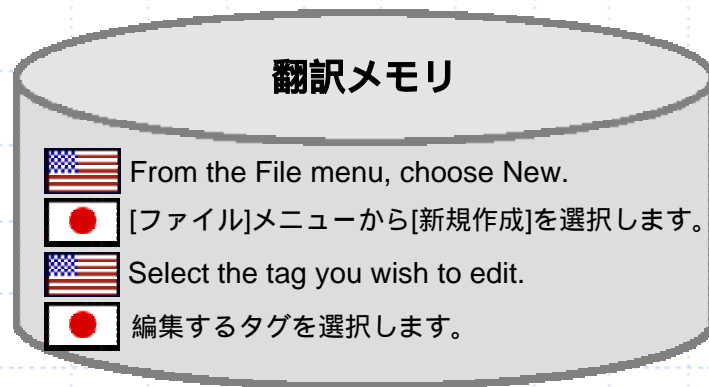 翻訳メモリ
From the File menu, choose New.
[ファイル]メニューから[新規作成]を選択します。
Select the tag you wish to edit.
編集するタグを選択します。